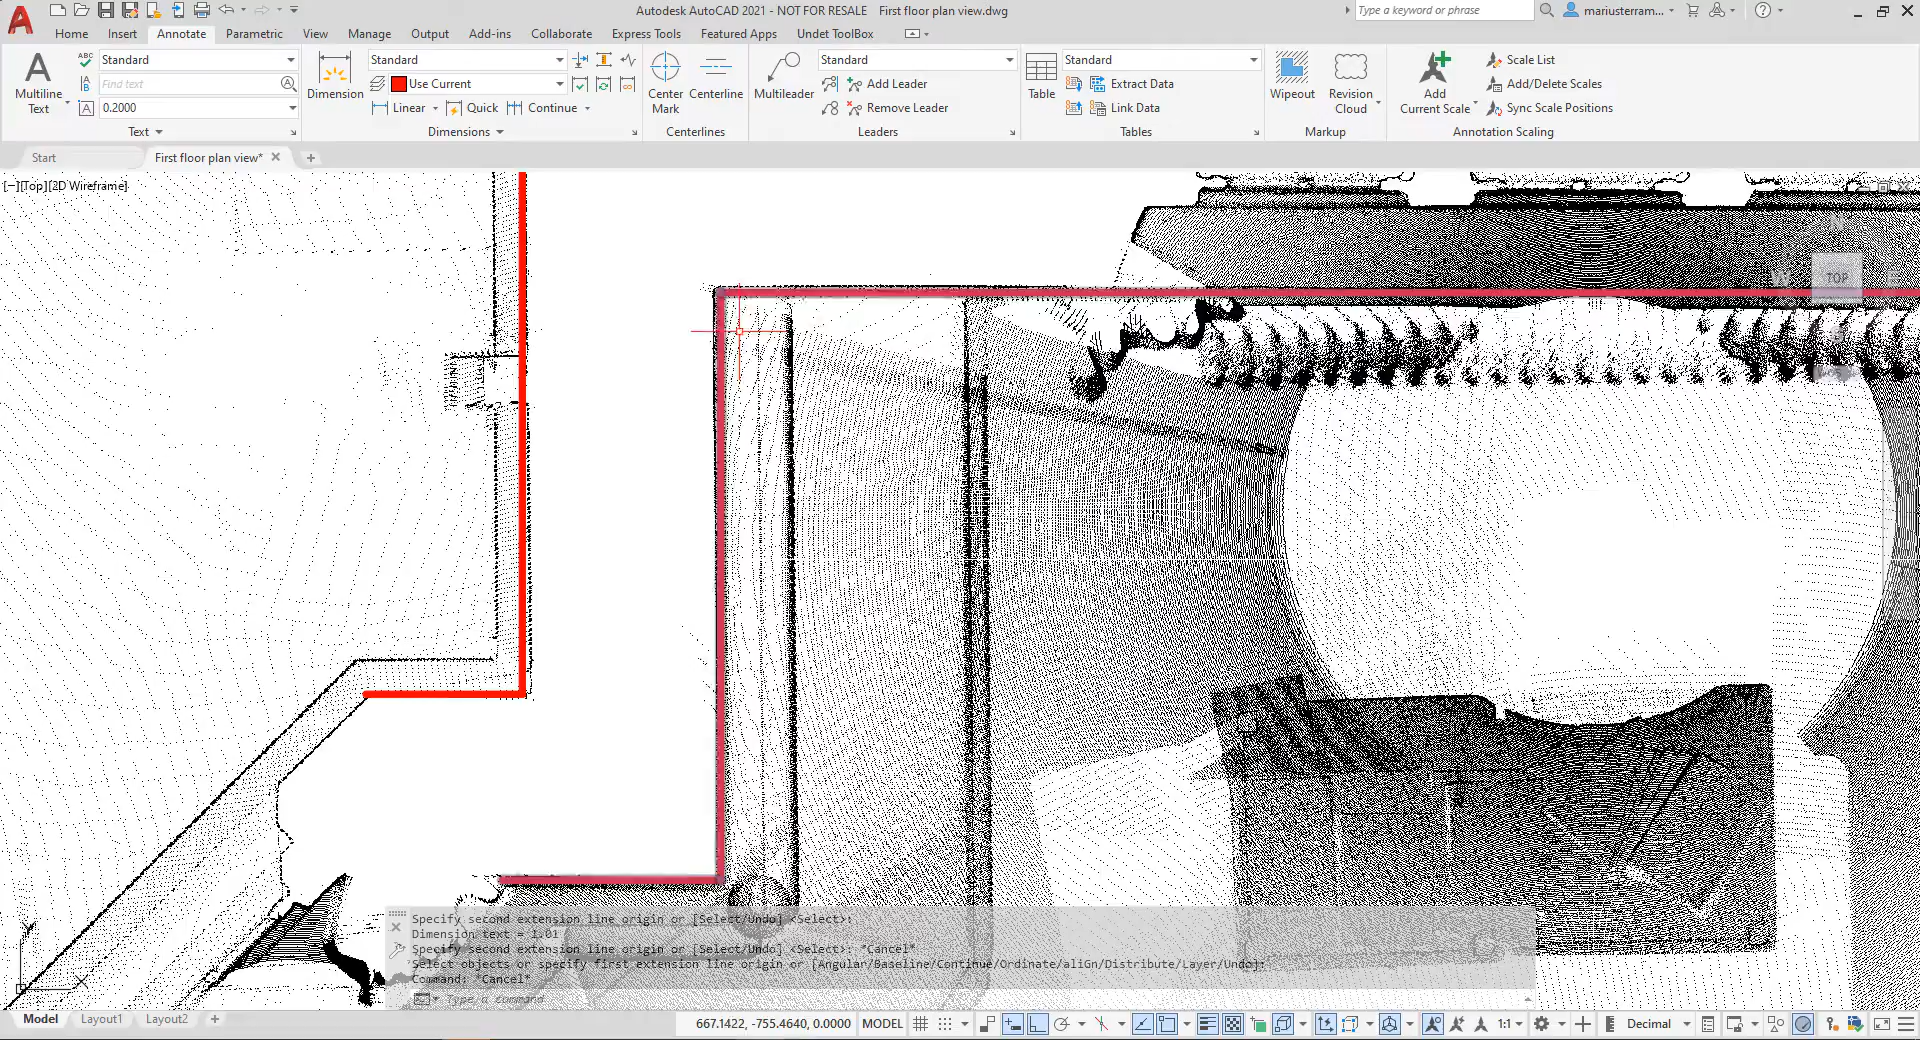 Autodesk AutoCAD 2021 - NOT FOR RESALE First floor plan view.dwg
Type a keyword or phrase
mariusterram...
Home Insert Annotate Parametric View Manage Output Add-ins Collaborate Express Tools Featured Apps Undet ToolBox
A Multiline Text
ABC Standard
Find text
0.2000
Text
Dimension
Standard
Use Current
Linear Quick Continue
Dimensions
Center Mark
Centerline
Centerlines
Multileader
Standard
Add Leader
Remove Leader
Leaders
Table
Standard
Extract Data
Link Data
Tables
Wipeout
Revision Cloud
Markup
Add Current Scale
Scale List
Add/Delete Scales
Sync Scale Positions
Annotation Scaling
Start
First floor plan view*
[−][Top][2D Wireframe]
TOP
Specify second extension line origin or [Select/Undo] <Select>:
Dimension text = 1.01
Specify second extension line origin or [Select/Undo] <Select>: *Cancel*
Select objects or specify first extension line origin or [Angular/Baseline/Continue/Ordinate/aliGn/Distribute/Layer/Undo]:
Command: *Cancel*
Type a command
Y
X
Model Layout1 Layout2 +
667.1422, -755.4640, 0.0000 MODEL
1:1
Decimal